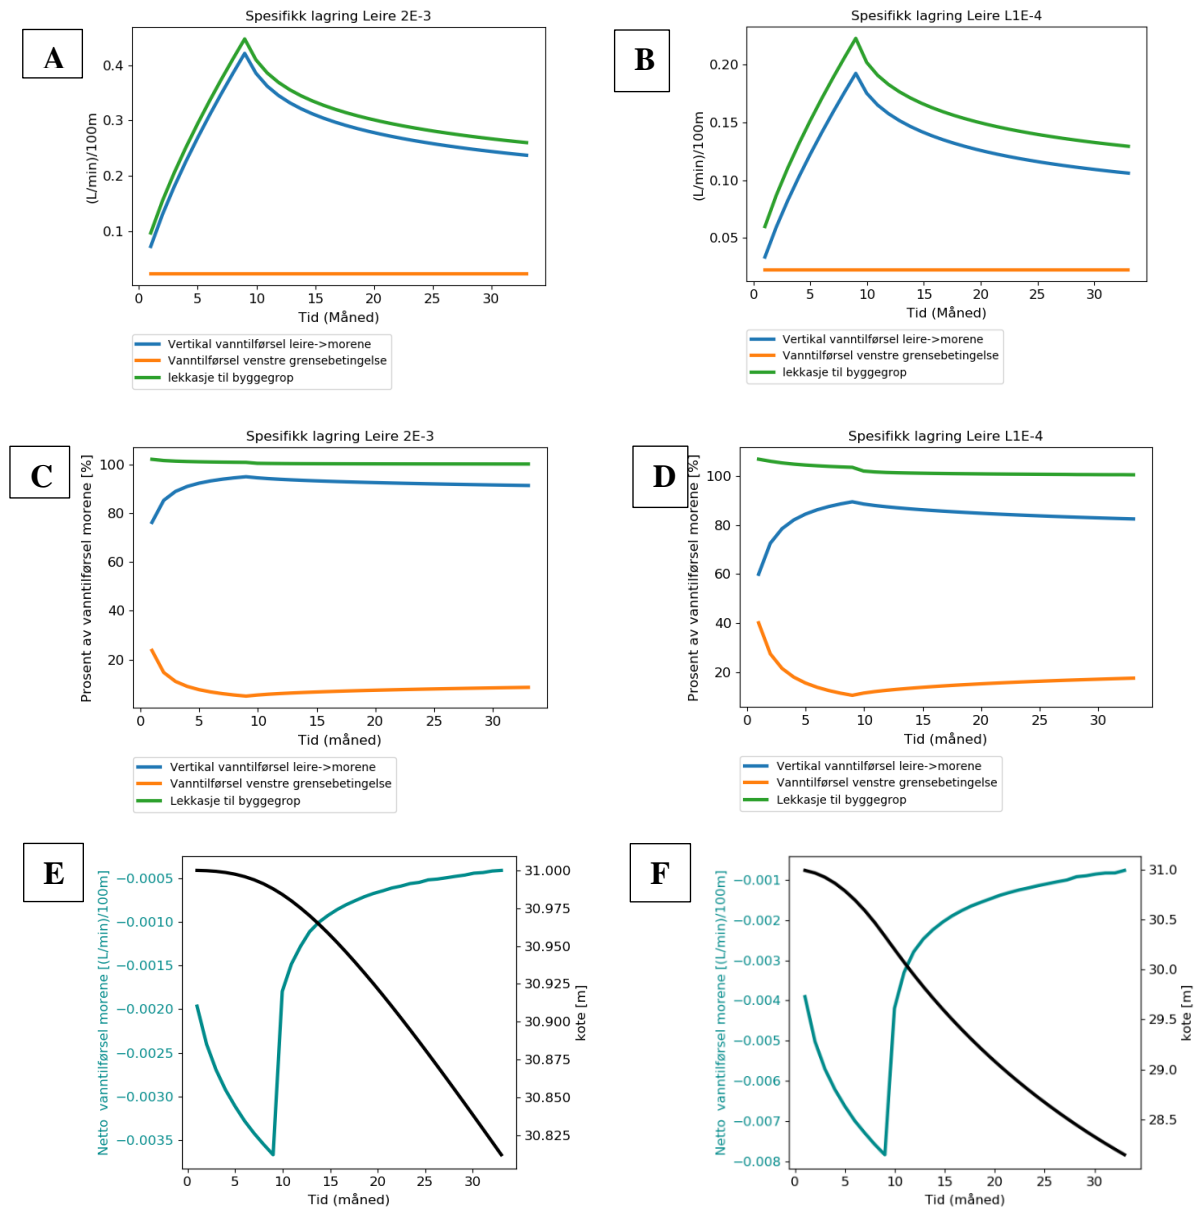 A
Spesifikk lagring Leire 2E-3
(L/min)/100m
0.4
0.3
0.2
0.1
0 5 10 15 20 25 30
Tid (Måned)
Vertikal vanntilførsel leire->morene
Vanntilførsel venstre grensebetingelse
lekkasje til byggegrop
B
Spesifikk lagring Leire L1E-4
(L/min)/100m
0.20
0.15
0.10
0.05
0 5 10 15 20 25 30
Tid (Måned)
Vertikal vanntilførsel leire->morene
Vanntilførsel venstre grensebetingelse
lekkasje til byggegrop
C
Spesifikk lagring Leire 2E-3
Prosent av vanntilførsel morene [%]
100
80
60
40
20
0 5 10 15 20 25 30
Tid (måned)
Vertikal vanntilførsel leire->morene
Vanntilførsel venstre grensebetingelse
Lekkasje til byggegrop
D
Spesifikk lagring Leire L1E-4
Prosent av vanntilførsel morene [%]
100
80
60
40
20
0 5 10 15 20 25 30
Tid (måned)
Vertikal vanntilførsel leire->morene
Vanntilførsel venstre grensebetingelse
Lekkasje til byggegrop
E
Netto vanntilførsel morene [(L/min)/100m
−0.0005
−0.0010
−0.0015
−0.0020
−0.0025
−0.0030
−0.0035
31.000
30.975
30.950
30.925
30.900
30.875
30.850
30.825
kote [m]
0 5 10 15 20 25 30
Tid (måned)
F
Netto vanntilførsel morene [(L/min)/100m
−0.001
−0.002
−0.003
−0.004
−0.005
−0.006
−0.007
−0.008
31.0
30.5
30.0
29.5
29.0
28.5
kote [m]
0 5 10 15 20 25 30
Tid (måned)